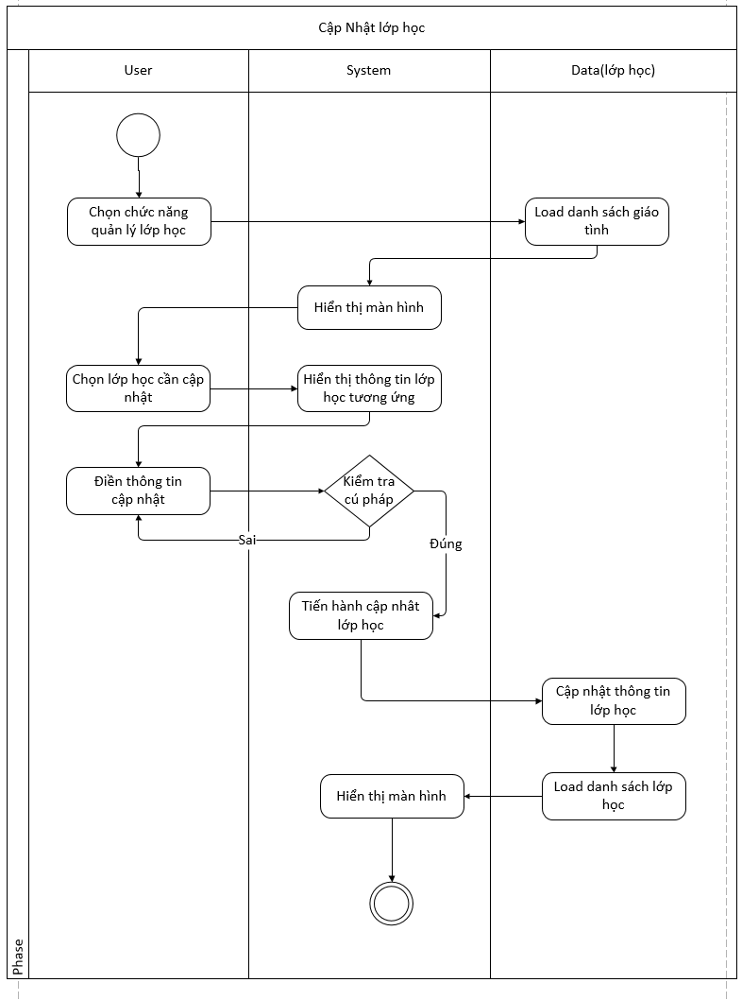 Cập Nhật lớp học
User
System
Data(lớp học)
Chọn chức năng
quản lý lớp học
Load danh sách giáo
tình
Hiển thị màn hình
Chọn lớp học cần cập
nhật
Hiển thị thông tin lớp
học tương ứng
Điền thông tin
cập nhật
Kiểm tra
cú pháp
Sai
Đúng
Tiến hành cập nhât
lớp học
Cập nhật thông tin
lớp học
Load danh sách lớp
học
Hiển thị màn hình
Phase